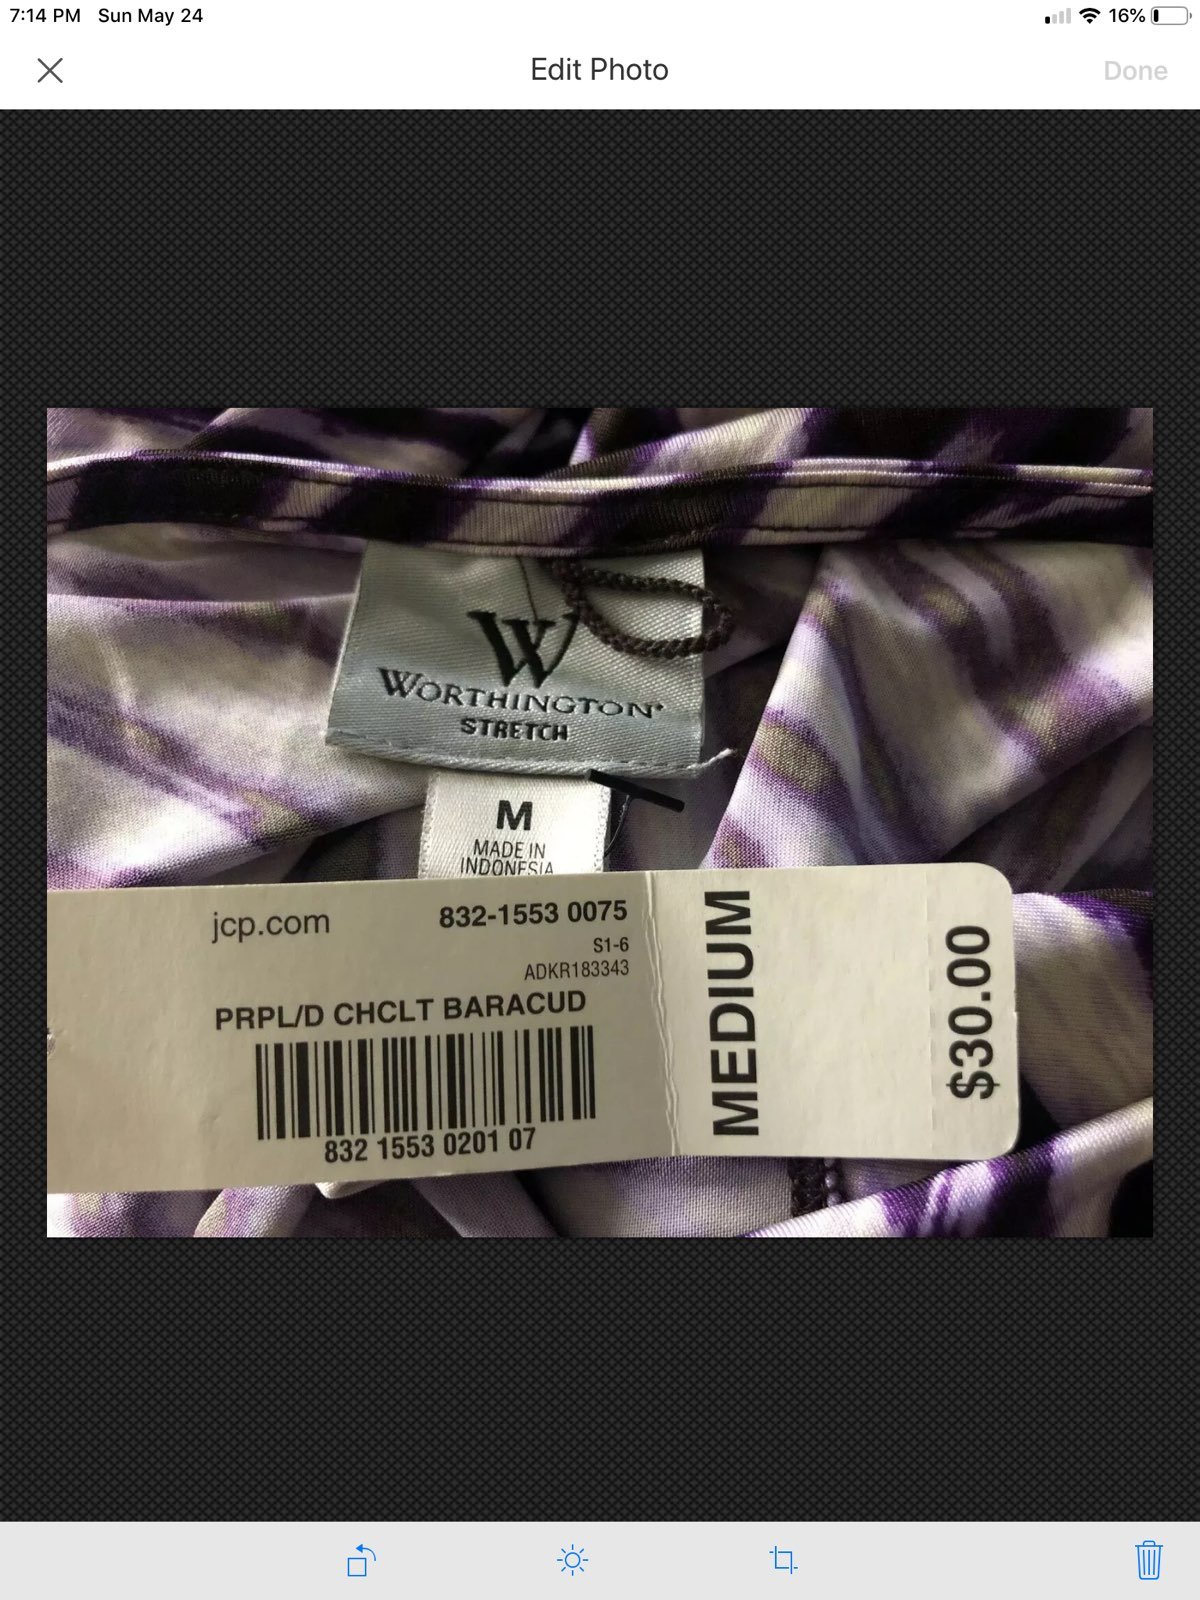 7:14 PM Sun May 24
16%
Edit Photo
Done
W
WORTHINGTON
STRETCH
M
MADE IN
INDONESIA
jcp.com
832-1553 0075
S1-6
ADKR183343
PRPL/D CHCLT BARACUD
832 1553 0201 07
MEDIUM
$30.00